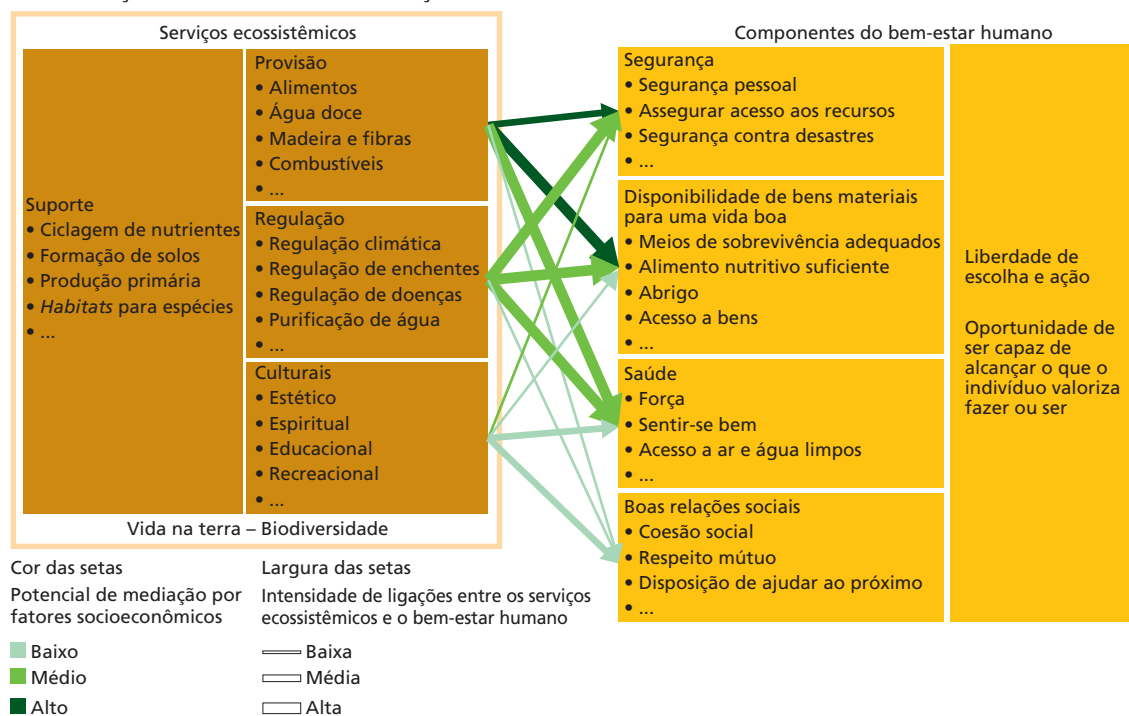 Serviços ecossistêmicos
Suporte
• Ciclagem de nutrientes
• Formação de solos
• Produção primária
• Habitats para espécies
• ...
Provisão
• Alimentos
• Água doce
• Madeira e fibras
• Combustíveis
• ...
Regulação
• Regulação climática
• Regulação de enchentes
• Regulação de doenças
• Purificação de água
• ...
Culturais
• Estético
• Espiritual
• Educacional
• Recreacional
• ...
Vida na terra – Biodiversidade
Componentes do bem-estar humano
Segurança
• Segurança pessoal
• Assegurar acesso aos recursos
• Segurança contra desastres
• ...
Disponibilidade de bens materiais
para uma vida boa
• Meios de sobrevivência adequados
• Alimento nutritivo suficiente
• Abrigo
• Acesso a bens
• ...
Saúde
• Força
• Sentir-se bem
• Acesso a ar e água limpos
• ...
Boas relações sociais
• Coesão social
• Respeito mútuo
• Disposição de ajudar ao próximo
• ...
Liberdade de
escolha e ação
Oportunidade de
ser capaz de
alcançar o que o
indivíduo valoriza
fazer ou ser
Cor das setas
Potencial de mediação por
fatores socioeconômicos
Baixo
Médio
Alto
Largura das setas
Intensidade de ligações entre os serviços
ecossistêmicos e o bem-estar humano
Baixa
Média
Alta